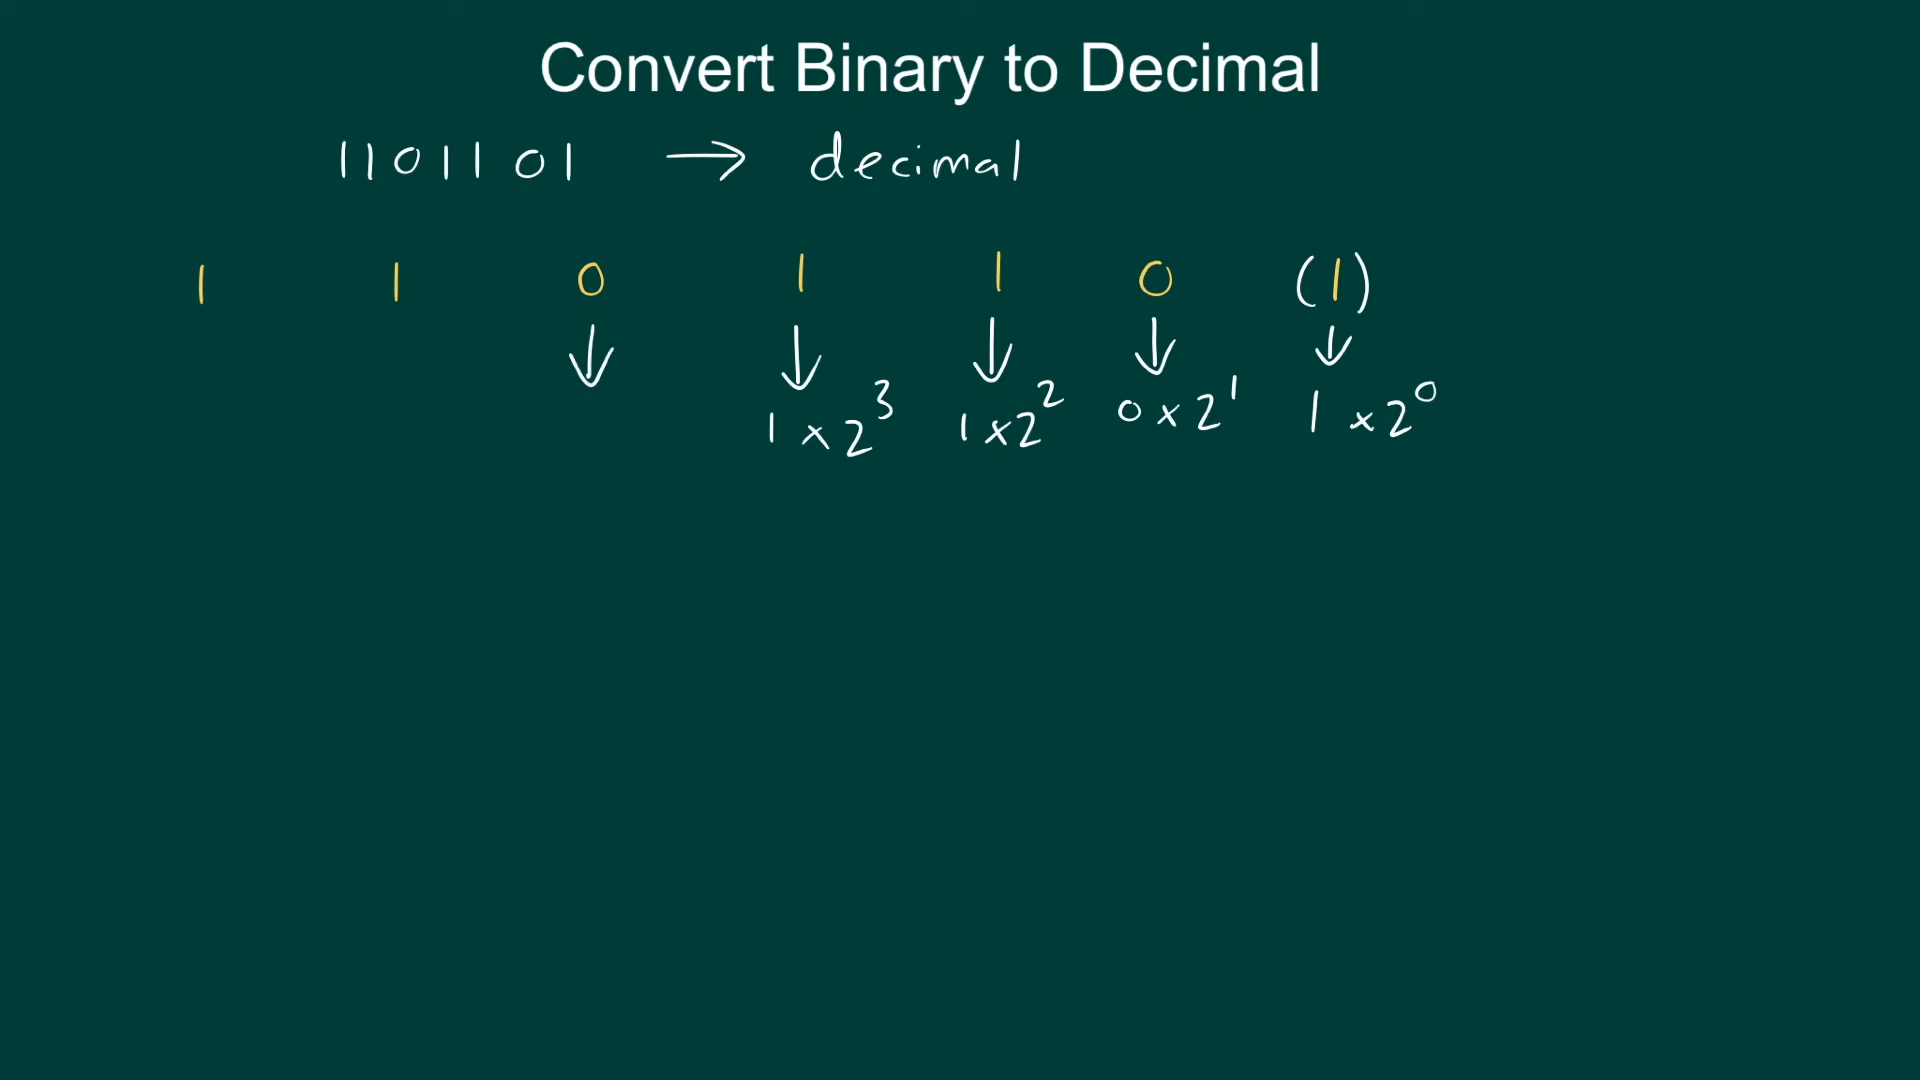 Convert Binary to Decimal
1101101 → decimal
1 1 0 1 1 0 (1)
↓ ↓ ↓ ↓ ↓
1 x 2³ 1 x 2² 0 x 2¹ 1 x 2⁰